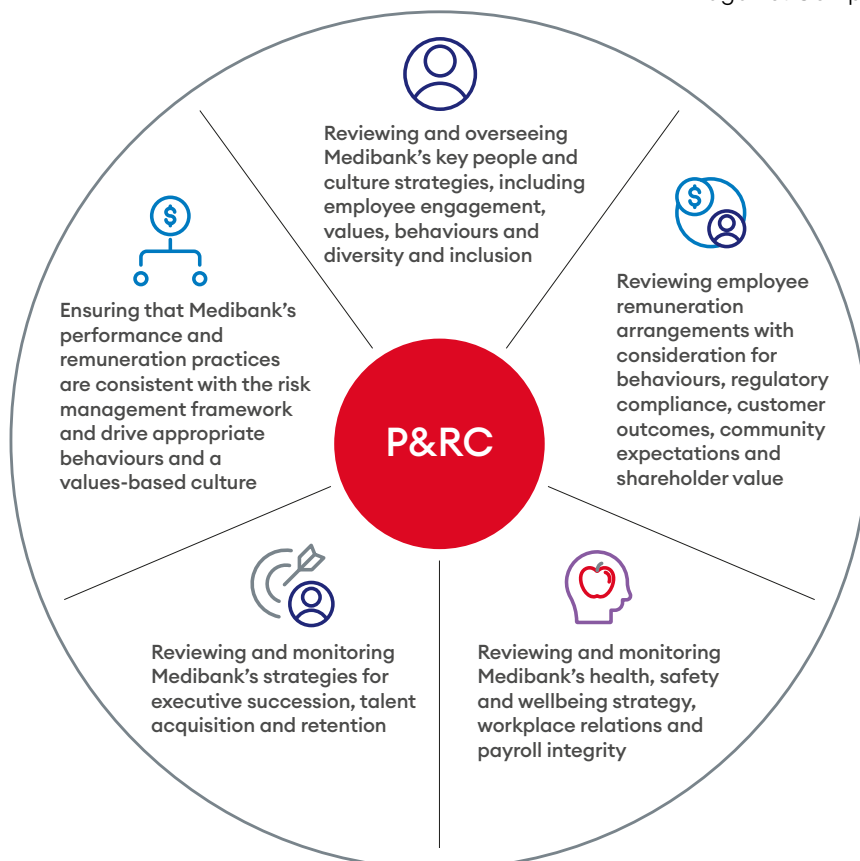 Reviewing and overseeing
Medibank's key people and
culture strategies, including
employee engagement,
values, behaviours and
diversity and inclusion
Reviewing employee
remuneration
arrangements with
consideration for
behaviours, regulatory
compliance, customer
outcomes, community
expectations and
shareholder value
Reviewing and monitoring
Medibank's health, safety
and wellbeing strategy,
workplace relations and
payroll integrity
Reviewing and monitoring
Medibank's strategies for
executive succession, talent
acquisition and retention
Ensuring that Medibank's
performance and
remuneration practices
are consistent with the risk
management framework
and drive appropriate
behaviours and a
values-based culture
P&RC